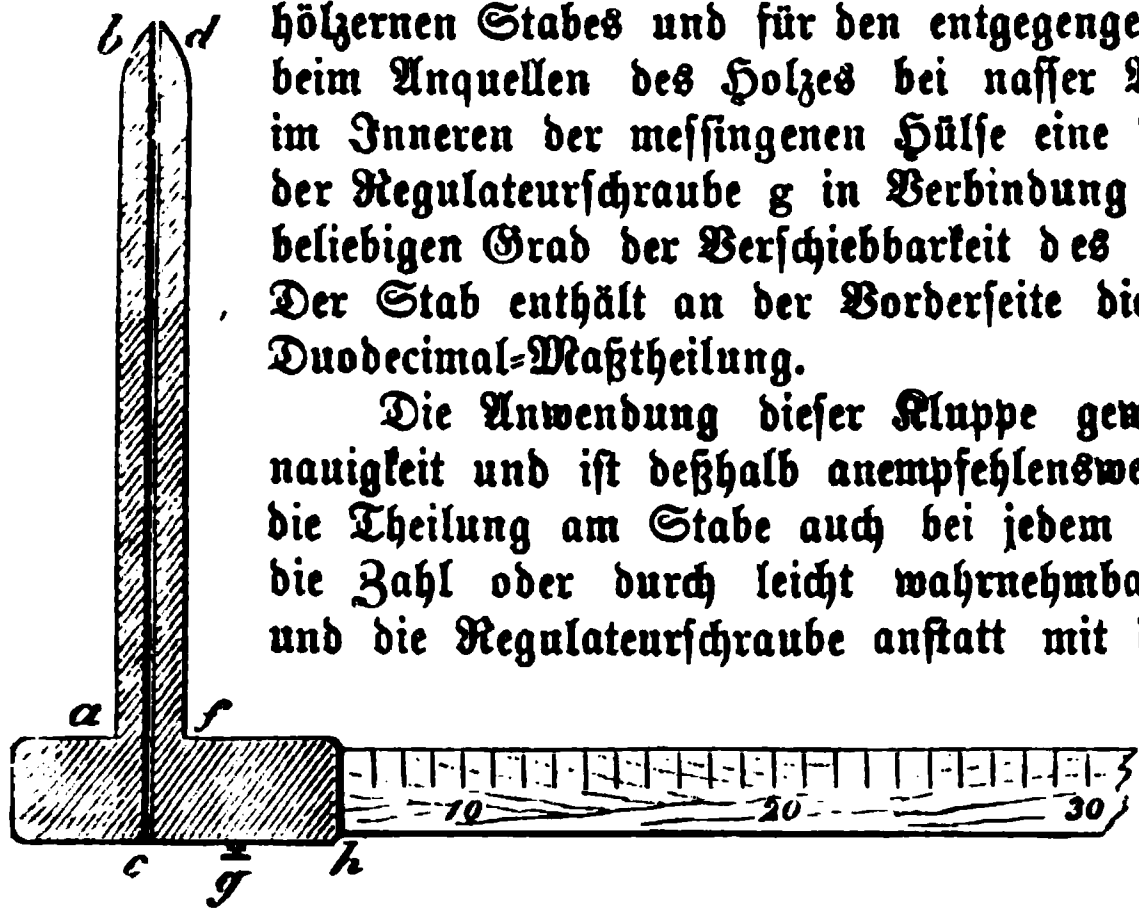 b d
hölzernen Stabes und für den entgegenge
beim Anquellen des Holzes bei nasser
im Inneren der messingenen Hülse eine
der Regulateurschraube g in Verbindung
beliebigen Grad der Verschiebbarkeit des
Der Stab enthält an der Vorderseite die
Duodecimal-Maßtheilung.
Die Anwendung dieser Kluppe gew
nauigkeit und ist deßhalb anempfehlenswe
die Theilung am Stabe auch bei jedem
die Zahl oder durch leicht wahrnehmba
und die Regulateurschraube anstatt mit
a f
10 20 30
c g h